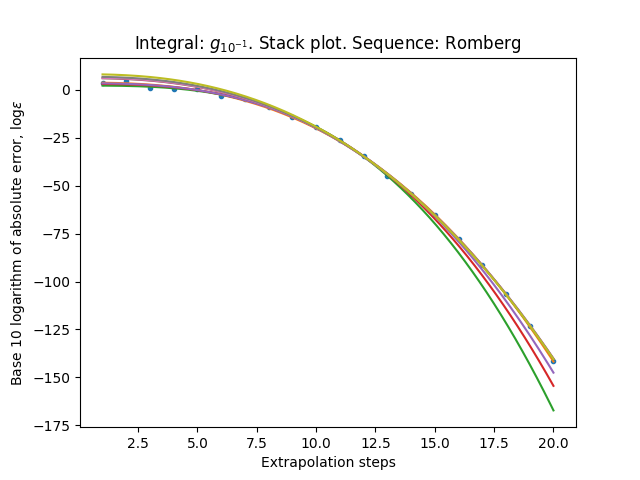 Integral: $g_{10^{-1}}$. Stack plot. Sequence: Romberg
Base 10 logarithm of absolute error, logε
0
−25
−50
−75
−100
−125
−150
−175
2.5 5.0 7.5 10.0 12.5 15.0 17.5 20.0
Extrapolation steps